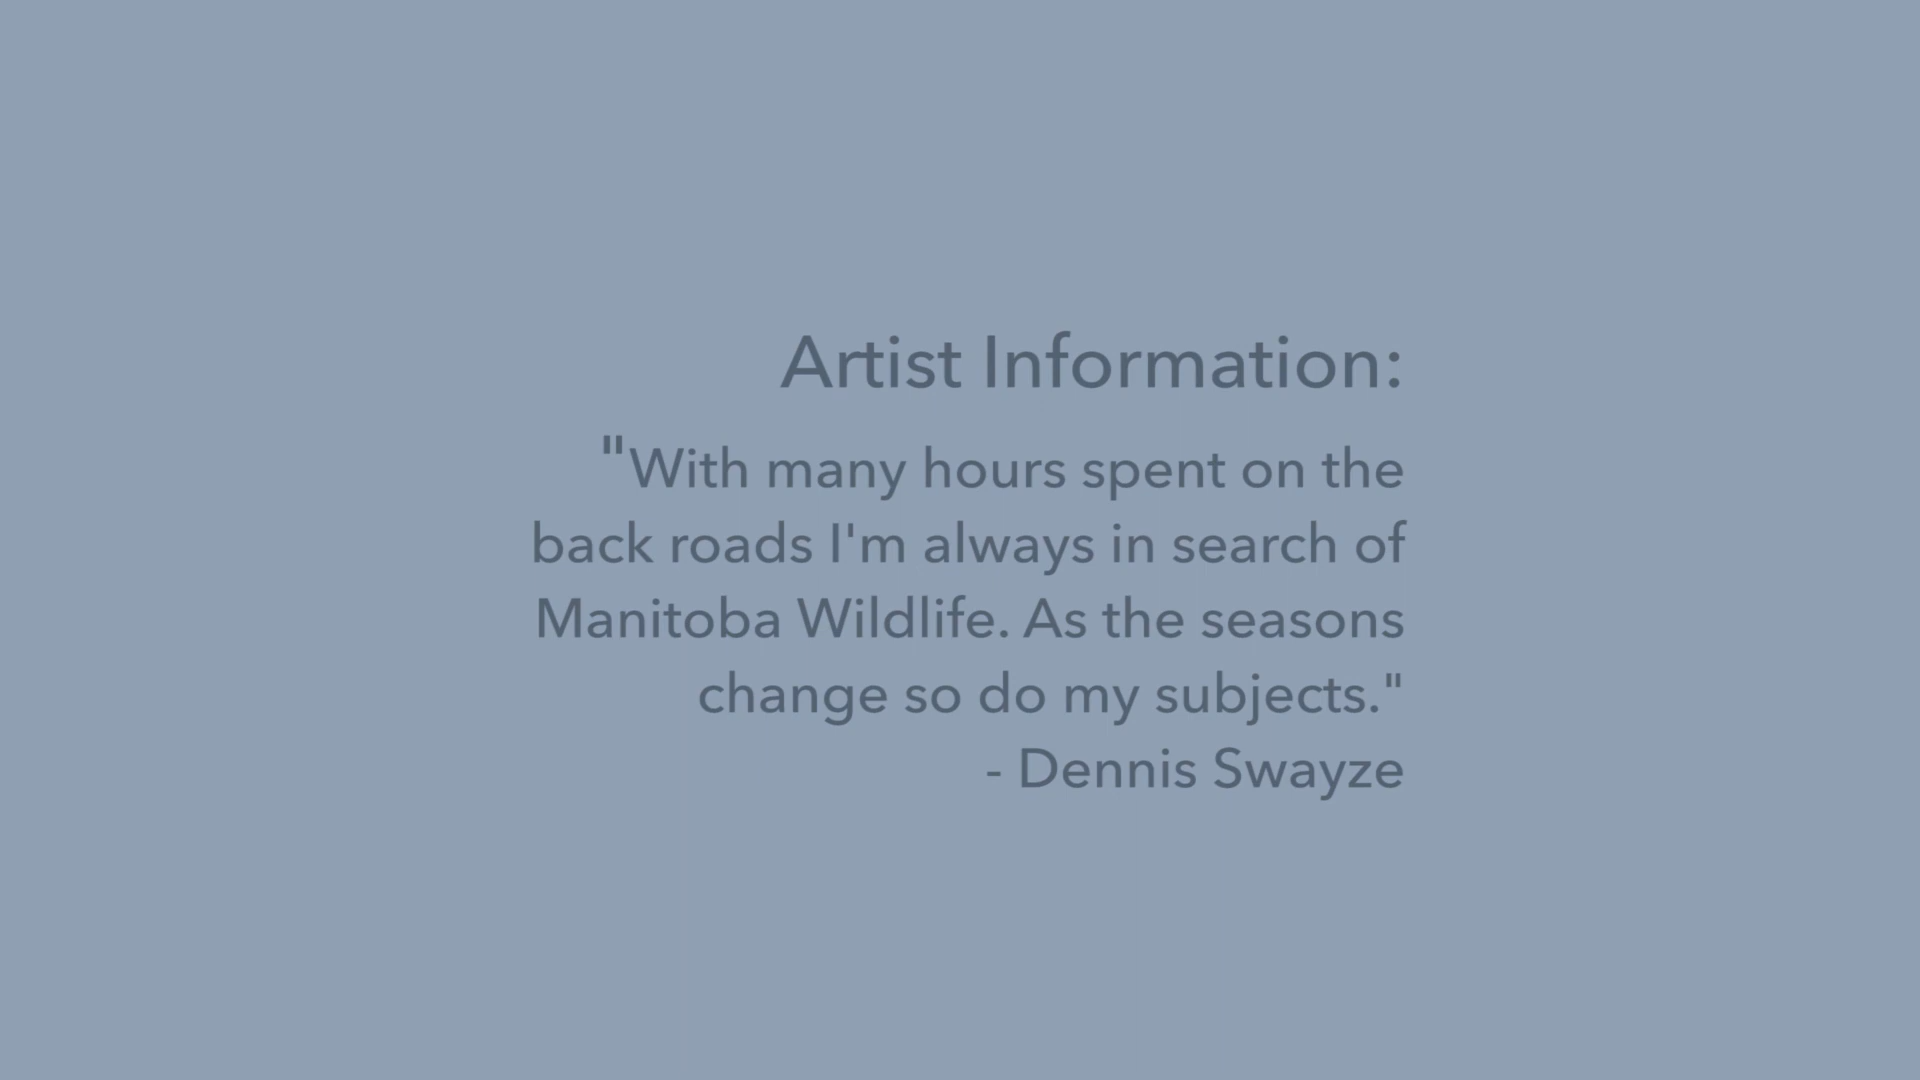 Artist Information:
"With many hours spent on the
back roads I'm always in search of
Manitoba Wildlife. As the seasons
change so do my subjects."
- Dennis Swayze